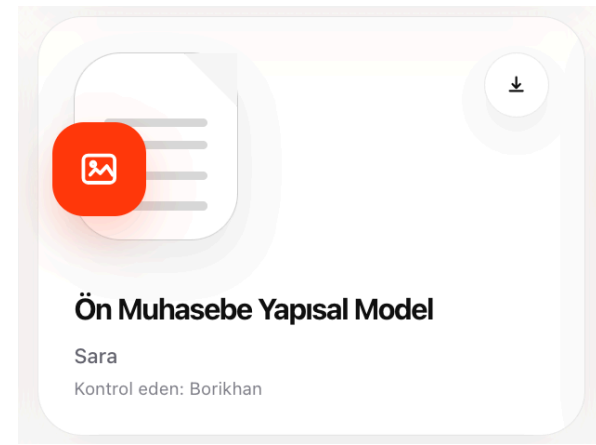 Ön Muhasebe Yapısal Model
Sara
Kontrol eden: Borikhan